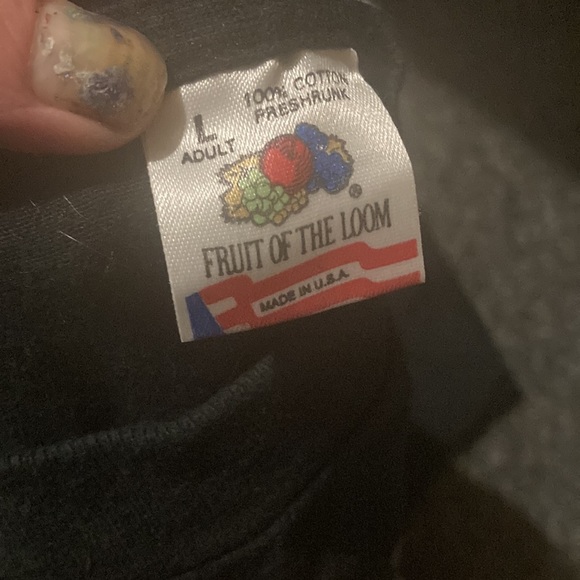 100% COTTON
PRESHRUNK
L
ADULT
®
FRUIT OF THE LOOM
MADE IN U.S.A.